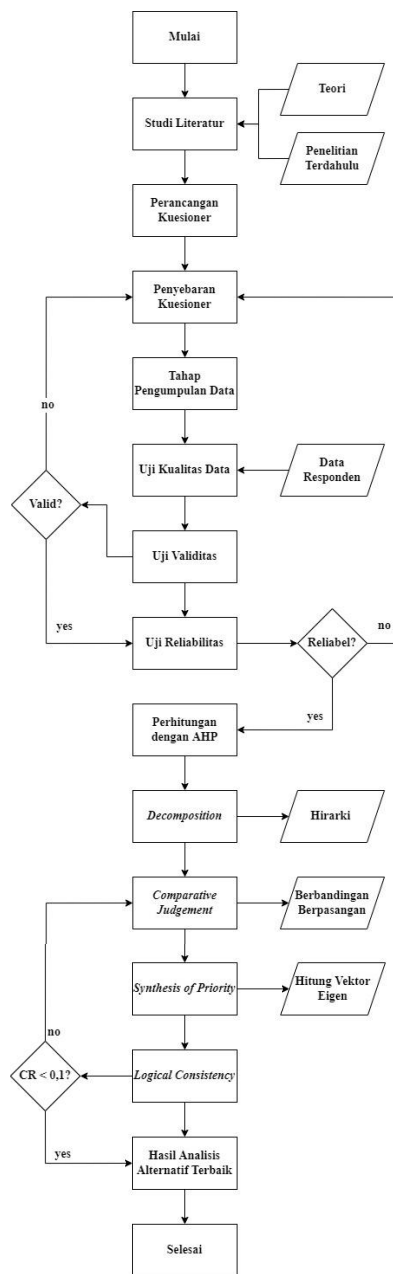 Mulai
Teori
Studi Literatur
Penelitian
Terdahulu
Perancangan
Kuesioner
Penyebaran
Kuesioner
no
Tahap
Pengumpulan Data
Uji Kualitas Data
Data
Responden
Valid?
Uji Validitas
yes
Uji Reliabilitas
Reliabel?
no
yes
Perhitungan
dengan AHP
Decomposition
Hirarki
Comparative
Judgement
Berbandingan
Berpasangan
Synthesis of Priority
Hitung Vektor
Eigen
no
CR < 0,1?
Logical Consistency
yes
Hasil Analisis
Alternatif Terbaik
Selesai